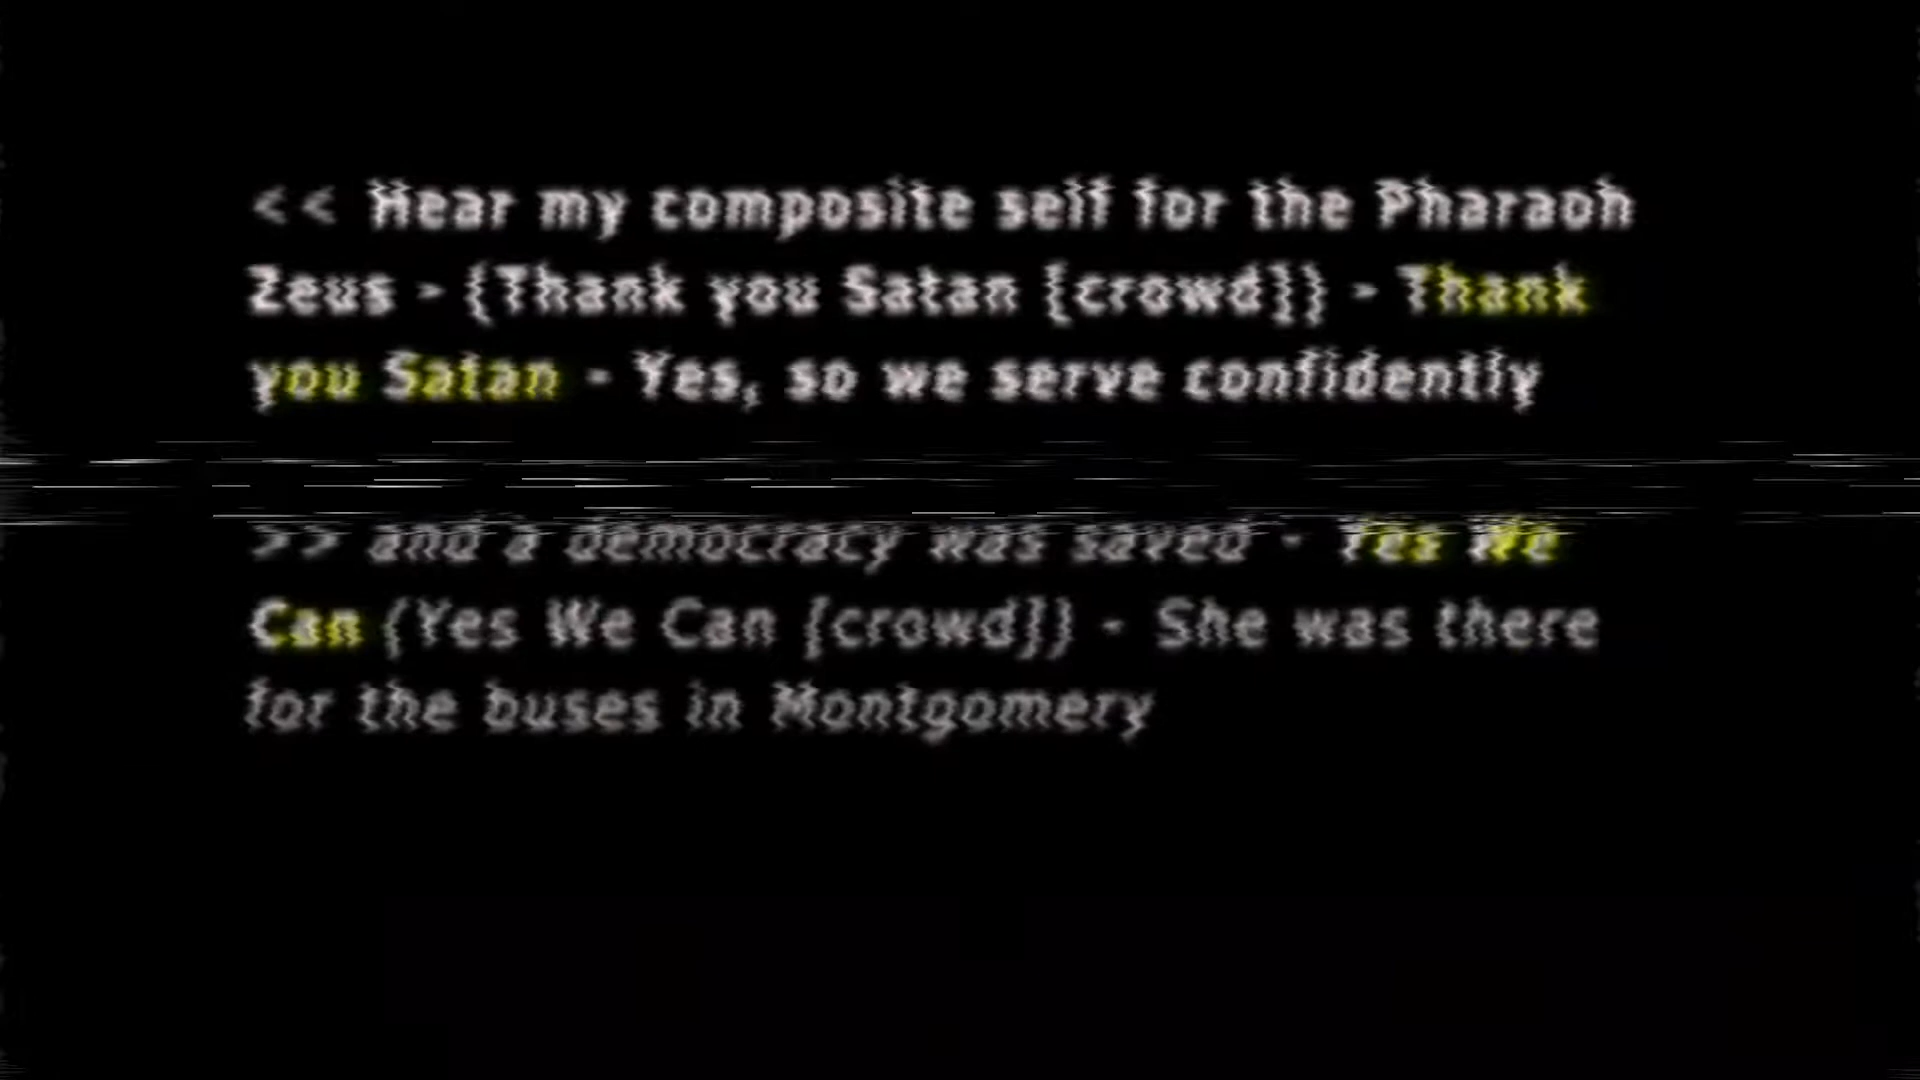 << Hear my composite self for the Pharaoh
Zeus > {Thank you Satan [crowd]} - Thank
you Satan - Yes, so we serve confidently
>> and a democracy was saved - Yes We
Can {Yes We Can [crowd]} - She was there
for the buses in Montgomery